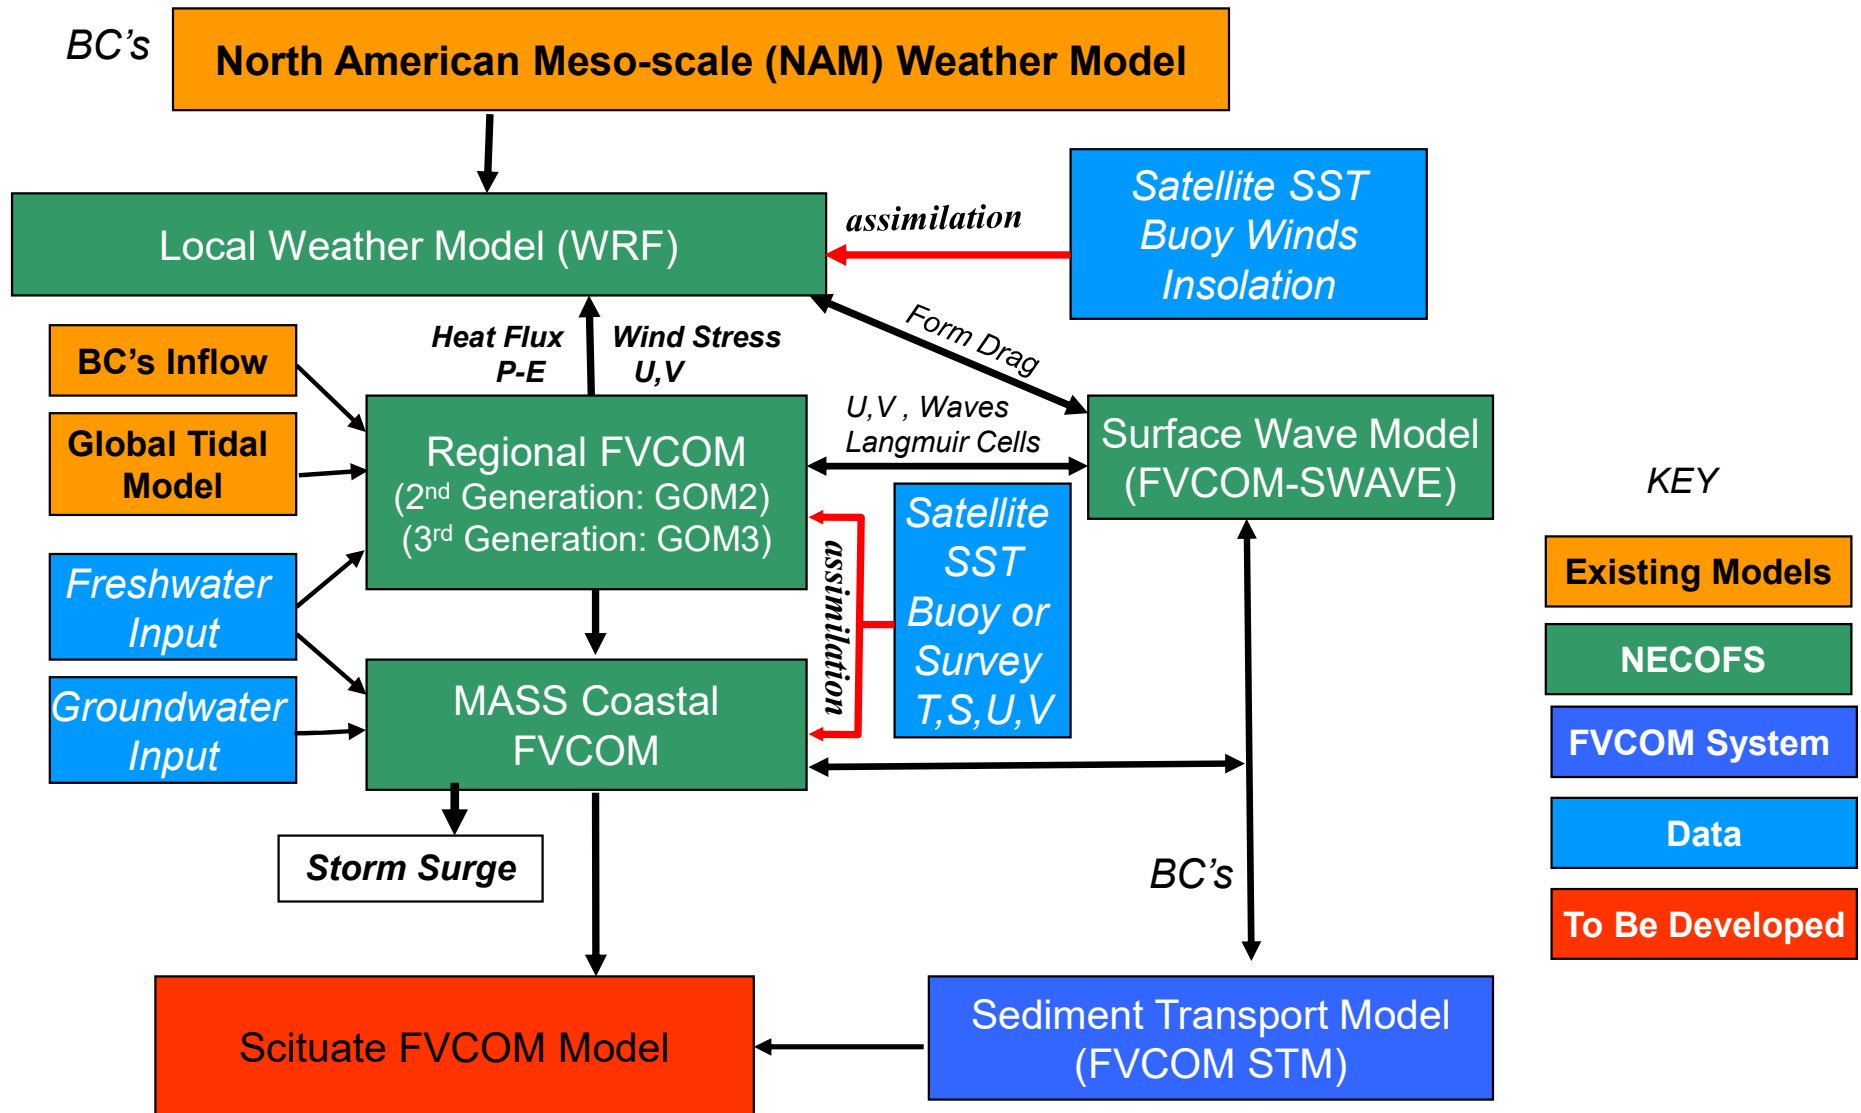 BC's
North American Meso-scale (NAM) Weather Model
Satellite SST
Buoy Winds
Insolation
assimilation
Local Weather Model (WRF)
Form Drag
Heat Flux
P-E
Wind Stress
U,V
BC’s Inflow
Global Tidal
Model
Regional FVCOM
(2nd Generation: GOM2)
(3rd Generation: GOM3)
U,V , Waves
Langmuir Cells
Surface Wave Model
(FVCOM-SWAVE)
Freshwater
Input
Groundwater
Input
assimilation
Satellite
SST
Buoy or
Survey
T,S,U,V
MASS Coastal
FVCOM
Storm Surge
BC's
Scituate FVCOM Model
Sediment Transport Model
(FVCOM STM)
KEY
Existing Models
NECOFS
FVCOM System
Data
To Be Developed